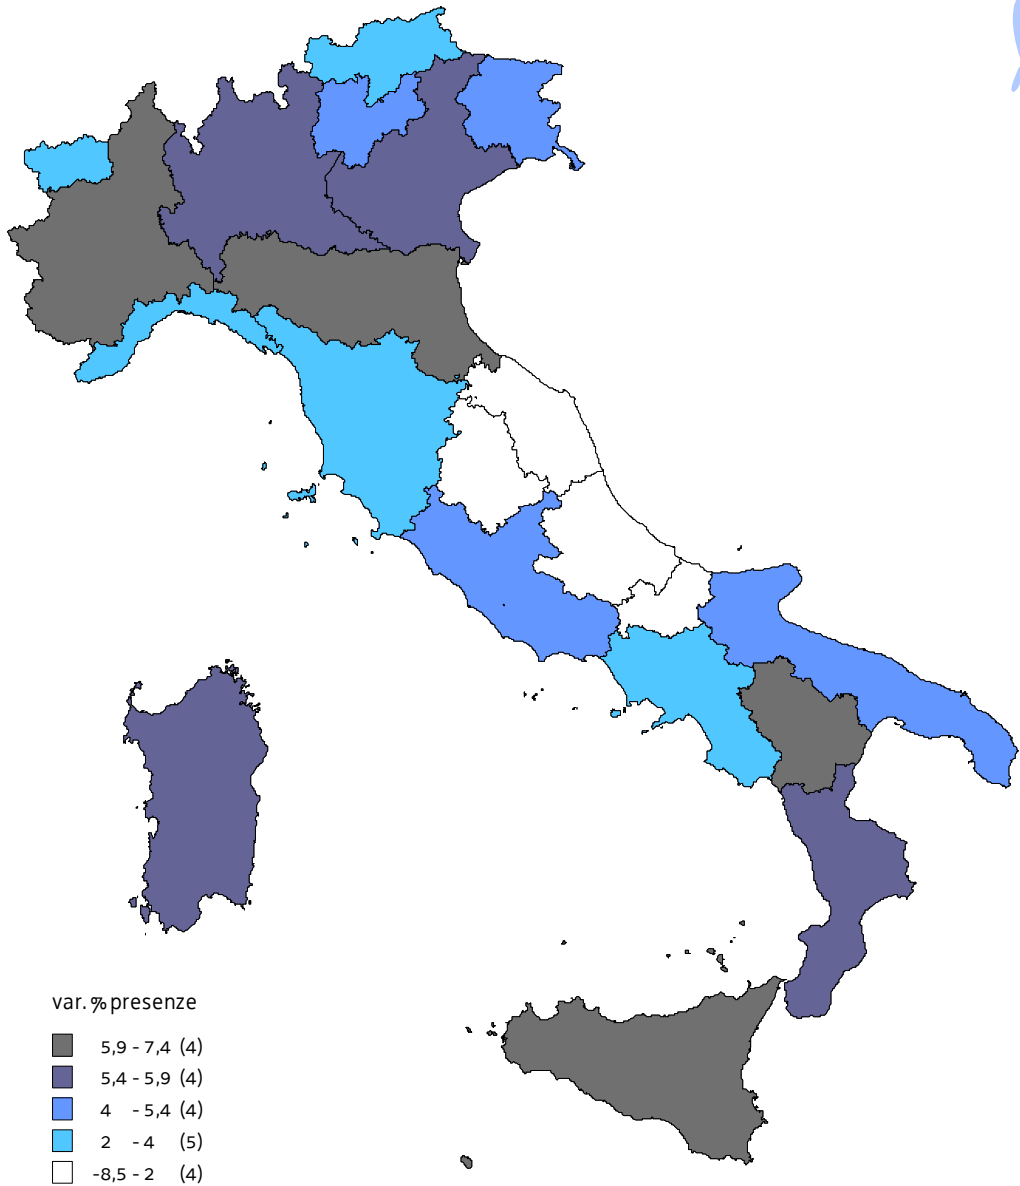 var. % presenze
5,9 - 7,4 (4)
5,4 - 5,9 (4)
4 - 5,4 (4)
2 - 4 (5)
-8,5 - 2 (4)